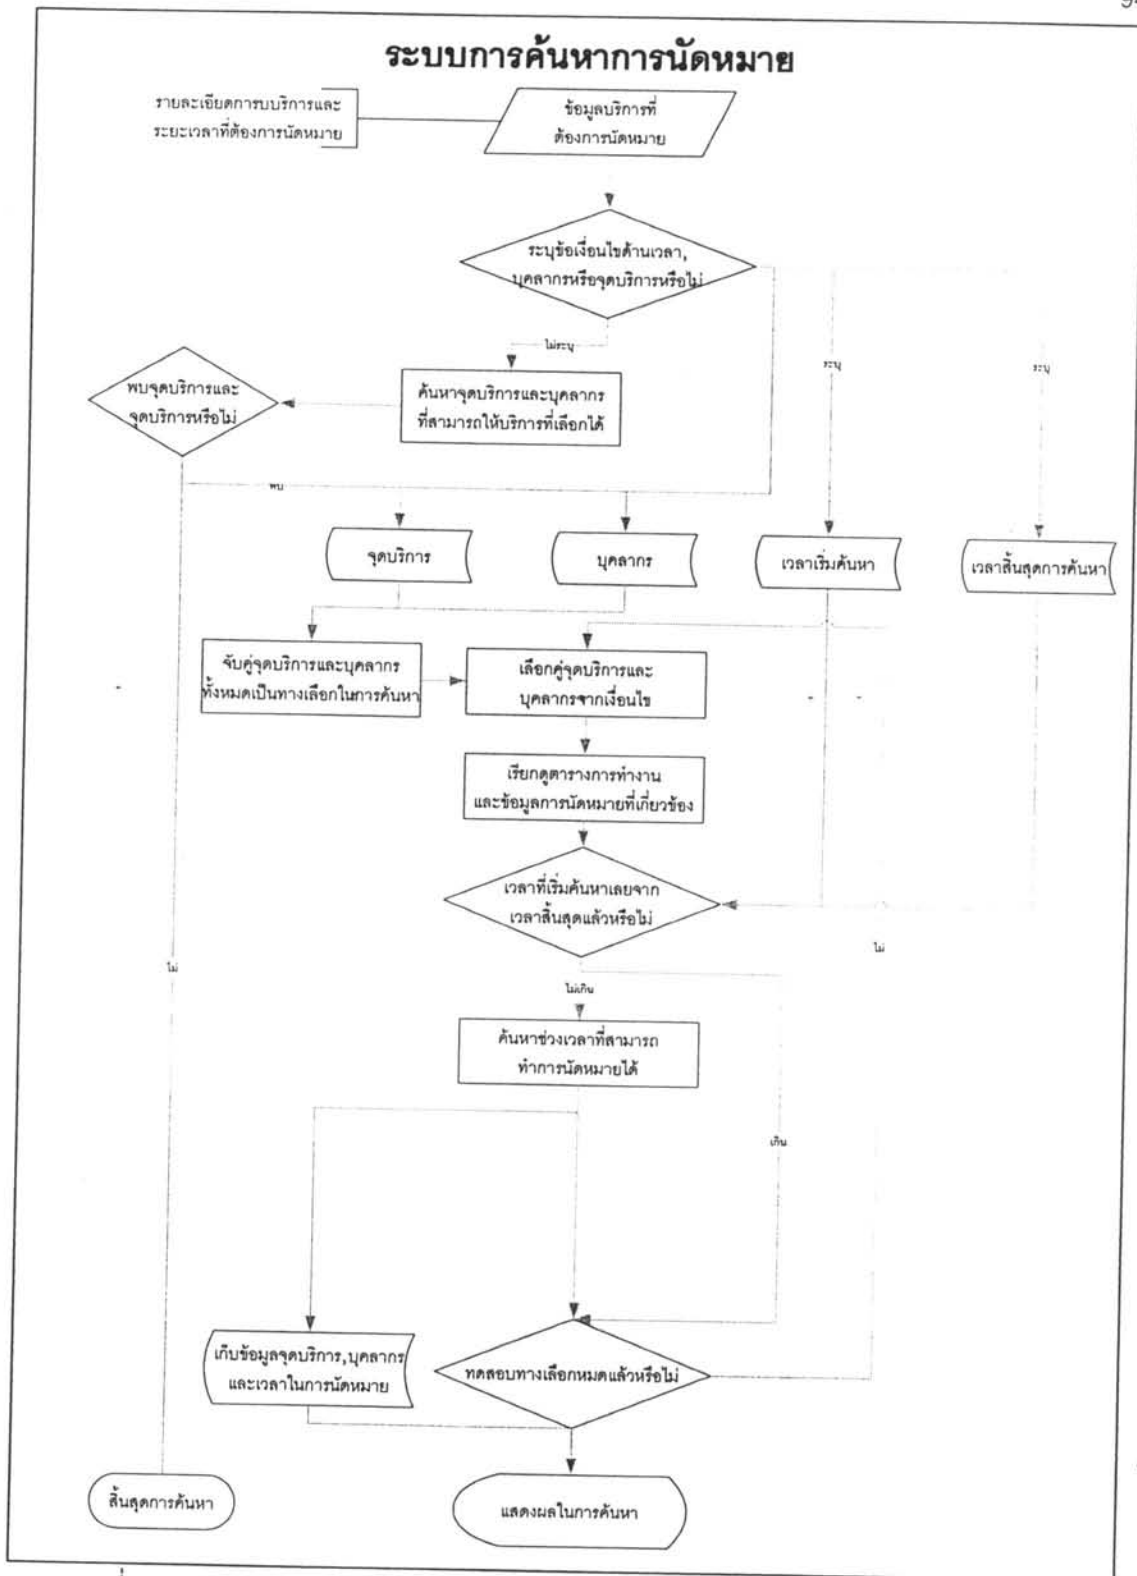 ระบบการค้นหาการนัดหมาย
รายละเอียดการบบริการและ
ระยะเวลาที่ต้องการนัดหมาย
ข้อมูลบริการที่
ต้องการนัดหมาย
ระบุข้อเงื่อนไขด้านเวลา,
บุคลากรหรือจุดบริการหรือไม่
ไม่ระบุ
ระบุ
ระบุ
พบจุดบริการและ
จุดบริการหรือไม่
ค้นหาจุดบริการและบุคลากร
ที่สามารถให้บริการที่เลือกได้
พบ
จุดบริการ
บุคลากร
เวลาเริ่มค้นหา
เวลาสิ้นสุดการค้นหา
จับคู่จุดบริการและบุคลากร
ทั้งหมดเป็นทางเลือกในการค้นหา
เลือกคู่จุดบริการและ
บุคลากรจากเงื่อนไข
เรียกดูตารางการทำงาน
และข้อมูลการนัดหมายที่เกี่ยวข้อง
เวลาที่เริ่มค้นหาเลยจาก
เวลาสิ้นสุดแล้วหรือไม่
ไม่
ไม่
ไม่เกิน
ค้นหาช่วงเวลาที่สามารถ
ทำการนัดหมายได้
เกิน
เก็บข้อมูลจุดบริการ,บุคลากร
และเวลาในการนัดหมาย
ทดสอบทางเลือกหมดแล้วหรือไม่
สิ้นสุดการค้นหา
แสดงผลในการค้นหา